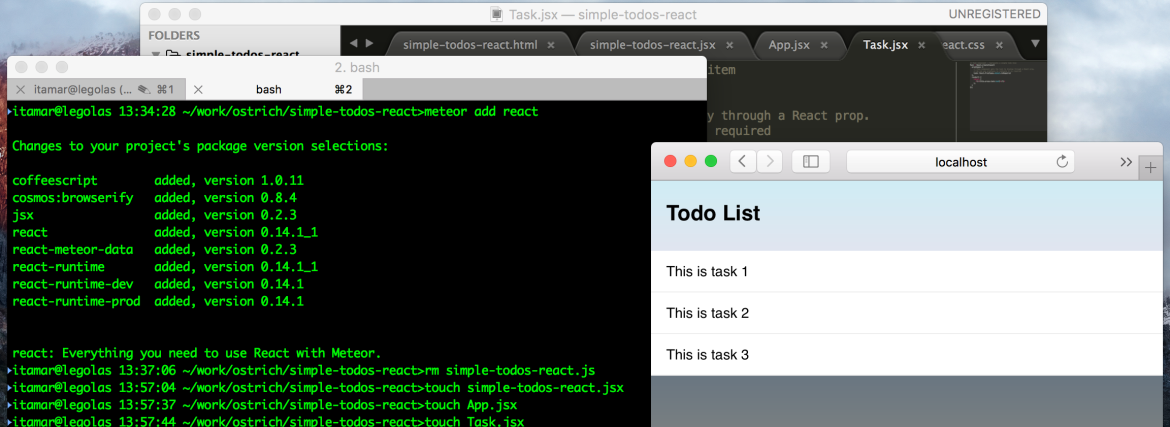 Task.jsx — simple-todos-react
UNREGISTERED
FOLDERS
simple-todos-react
simple-todos-react.html ×
simple-todos-react.jsx ×
App.jsx ×
Task.jsx ×
eact.css ×
item
y through a React prop.
required
2. bash
itamar@legolas (... ⌘1
bash ⌘2
itamar@legolas 13:34:28 ~/work/ostrich/simple-todos-react>meteor add react
Changes to your project's package version selections:
coffeescript added, version 1.0.11
cosmos:browserify added, version 0.8.4
jsx added, version 0.2.3
react added, version 0.14.1_1
react-meteor-data added, version 0.2.3
react-runtime added, version 0.14.1_1
react-runtime-dev added, version 0.14.1
react-runtime-prod added, version 0.14.1
react: Everything you need to use React with Meteor.
itamar@legolas 13:37:06 ~/work/ostrich/simple-todos-react>rm simple-todos-react.js
itamar@legolas 13:57:04 ~/work/ostrich/simple-todos-react>touch simple-todos-react.jsx
itamar@legolas 13:57:37 ~/work/ostrich/simple-todos-react>touch App.jsx
itamar@legolas 13:57:44 ~/work/ostrich/simple-todos-react>touch Task.jsx
localhost
Todo List
This is task 1
This is task 2
This is task 3